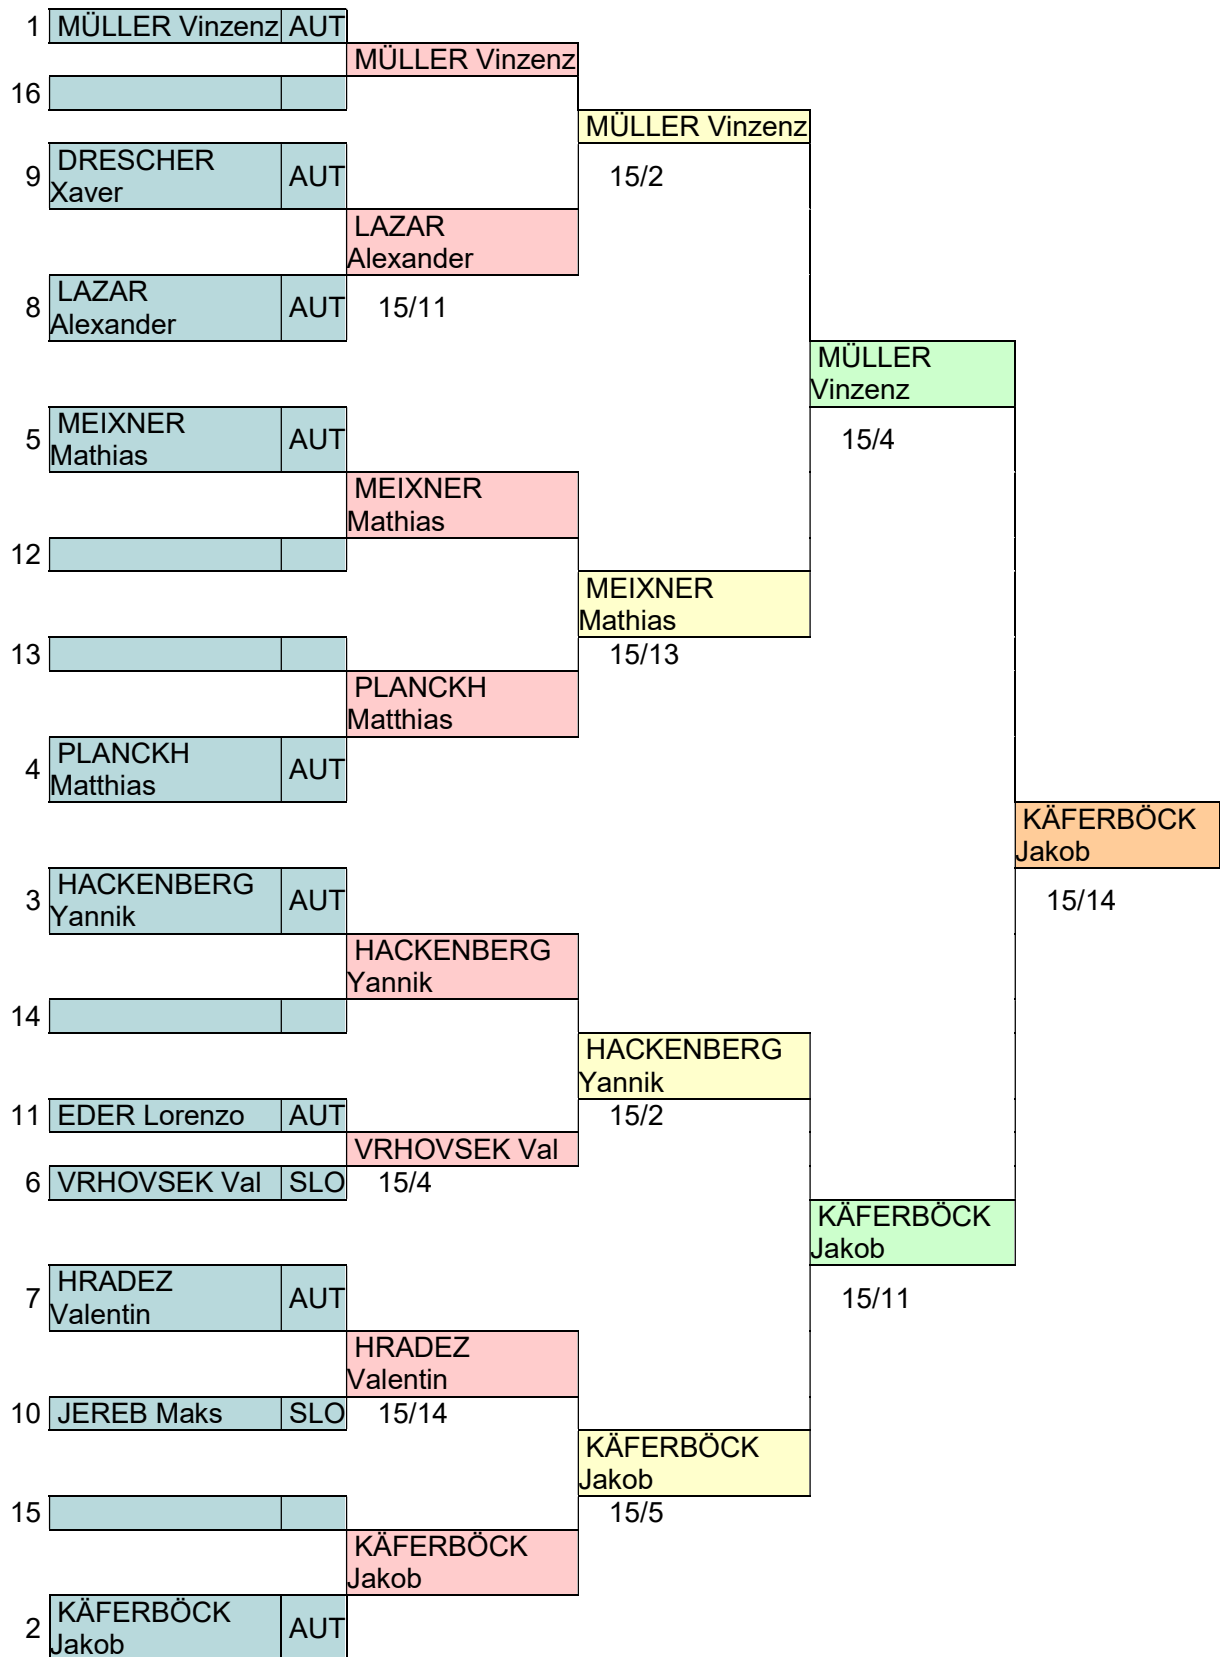 1 MÜLLER Vinzenz AUT
MÜLLER Vinzenz
16
MÜLLER Vinzenz
9 DRESCHER
Xaver AUT
15/2
LAZAR
Alexander
8 LAZAR
Alexander AUT
15/11
MÜLLER
Vinzenz
5 MEIXNER
Mathias AUT
15/4
MEIXNER
Mathias
12
MEIXNER
Mathias
13
15/13
PLANCKH
Matthias
4 PLANCKH
Matthias AUT
KÄFERBÖCK
Jakob
3 HACKENBERG
Yannik AUT
15/14
HACKENBERG
Yannik
14
HACKENBERG
Yannik
11 EDER Lorenzo AUT
15/2
VRHOVSEK Val
6 VRHOVSEK Val SLO
15/4
KÄFERBÖCK
Jakob
7 HRADEZ
Valentin AUT
15/11
HRADEZ
Valentin
10 JEREB Maks SLO
15/14
KÄFERBÖCK
Jakob
15
15/5
KÄFERBÖCK
Jakob
2 KÄFERBÖCK
Jakob AUT